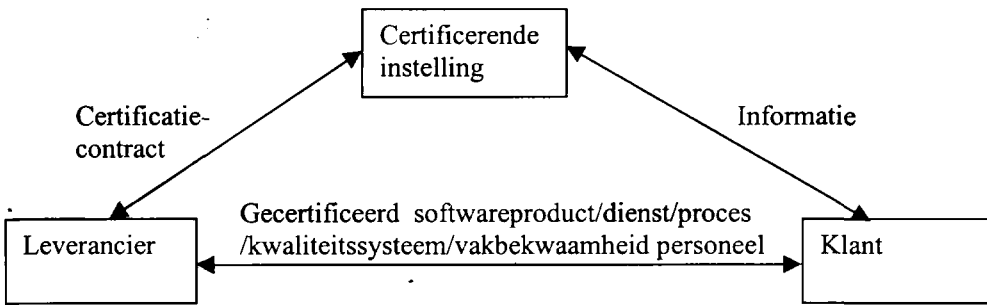 Certificerende
instelling
Certificatie-
contract
Informatie
Gecertificeerd softwareproduct/dienst/proces
/kwaliteitssysteem/vakbekwaamheid personeel
Leverancier
Klant